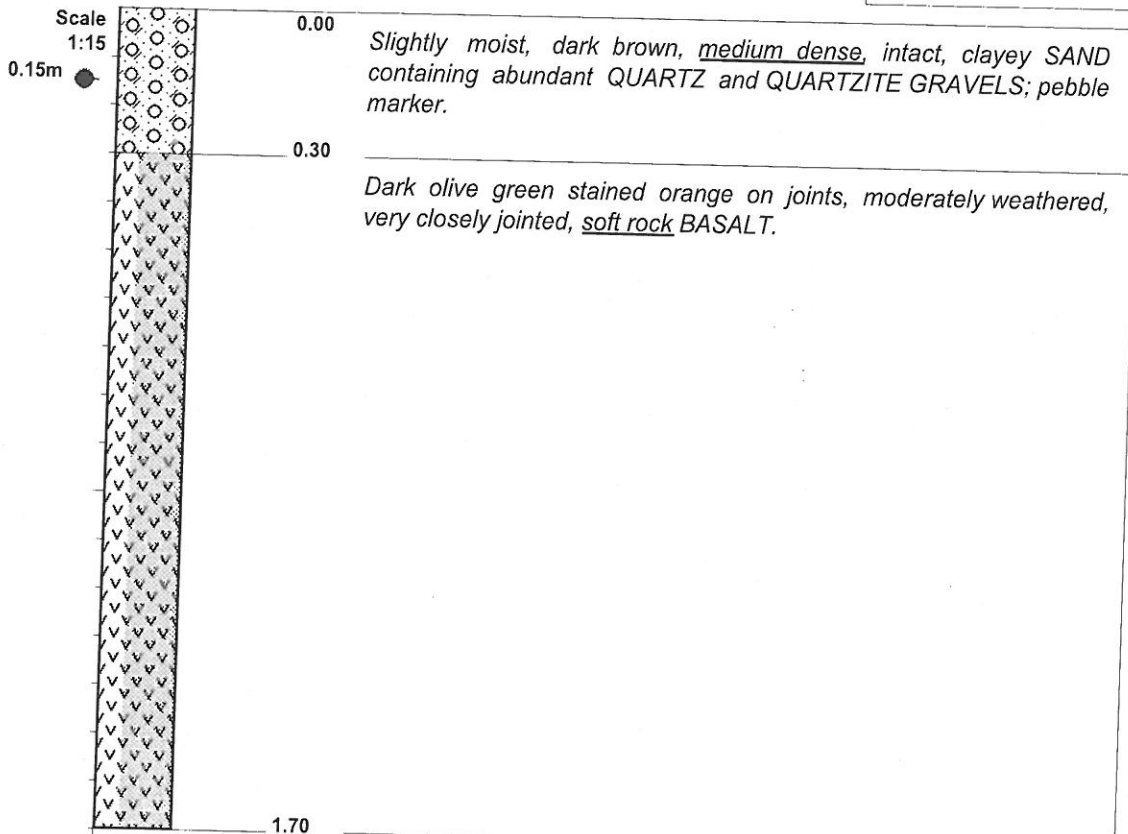 Scale
1:15
0.15m
0.00
Slightly moist, dark brown, medium dense, intact, clayey SAND
containing abundant QUARTZ and QUARTZITE GRAVELS; pebble
marker.
0.30
Dark olive green stained orange on joints, moderately weathered,
very closely jointed, soft rock BASALT.
1.70